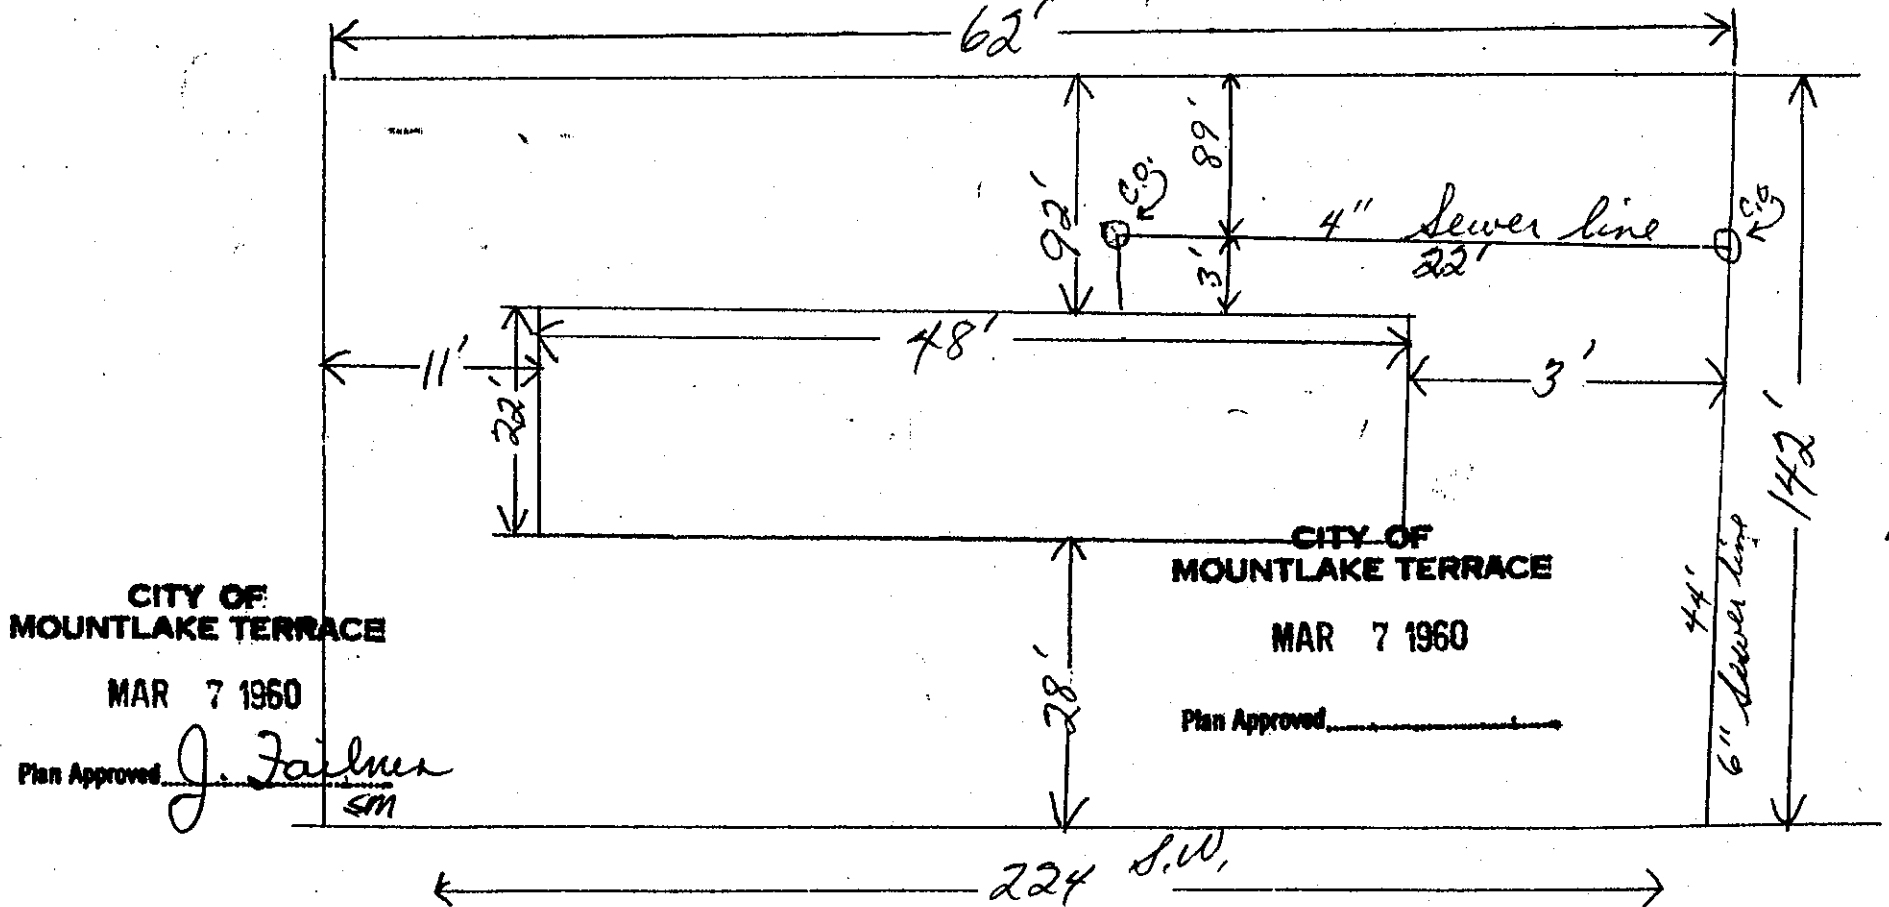 62'
89'
92'
C.O.
4" Sewer line
22'
C.O.
3'
48'
11'
22'
3'
142'
CITY OF
MOUNTLAKE TERRACE
MAR 7 1960
Plan Approved
44'
6" Sewer line
CITY OF
MOUNTLAKE TERRACE
MAR 7 1960
Plan Approved J.
SM
28'
224 S.W.